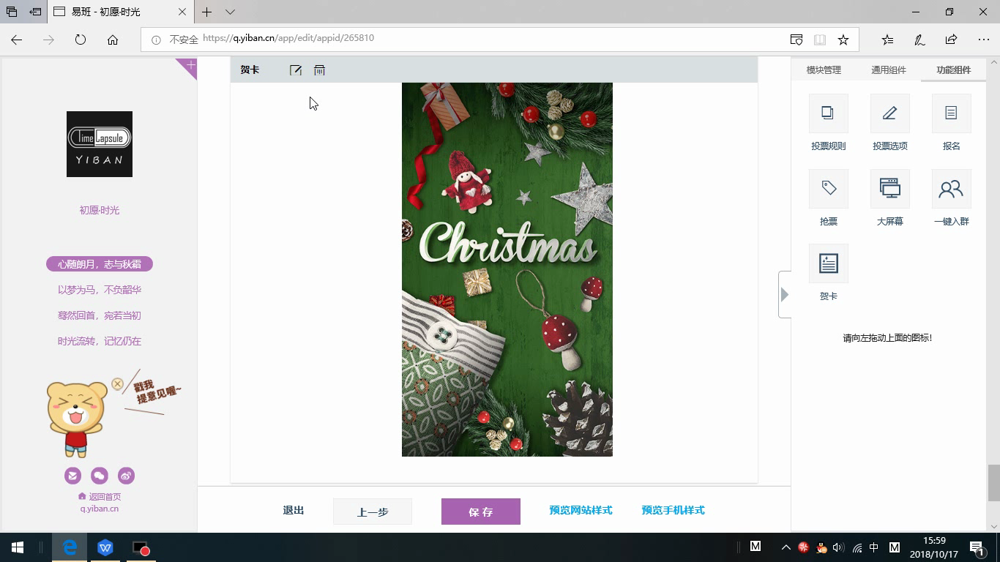 易班 - 初愿·时光
不安全
https://q.yiban.cn/app/edit/appid/265810
Time Lapsule
YIBAN
初愿·时光
心随朗月，志与秋霜
以梦为马，不负韶华
蓦然回首，宛若当初
时光流转，记忆仍在
戳我
提意见喔~
返回首页
q.yiban.cn
贺卡
Christmas
退出
上一步
保 存
预览网站样式
预览手机样式
模块管理
通用组件
功能组件
投票规则
投票选项
报名
抢票
大屏幕
一键入群
贺卡
请向左拖动上面的图标！
M
中
M
15:59
2018/10/17
1